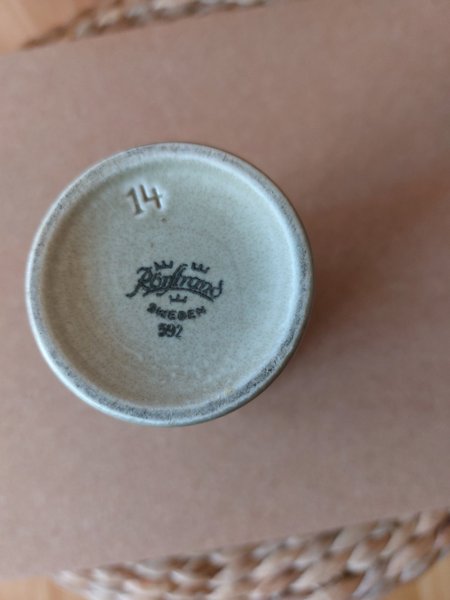 14
Rörstrand
SWEDEN
592